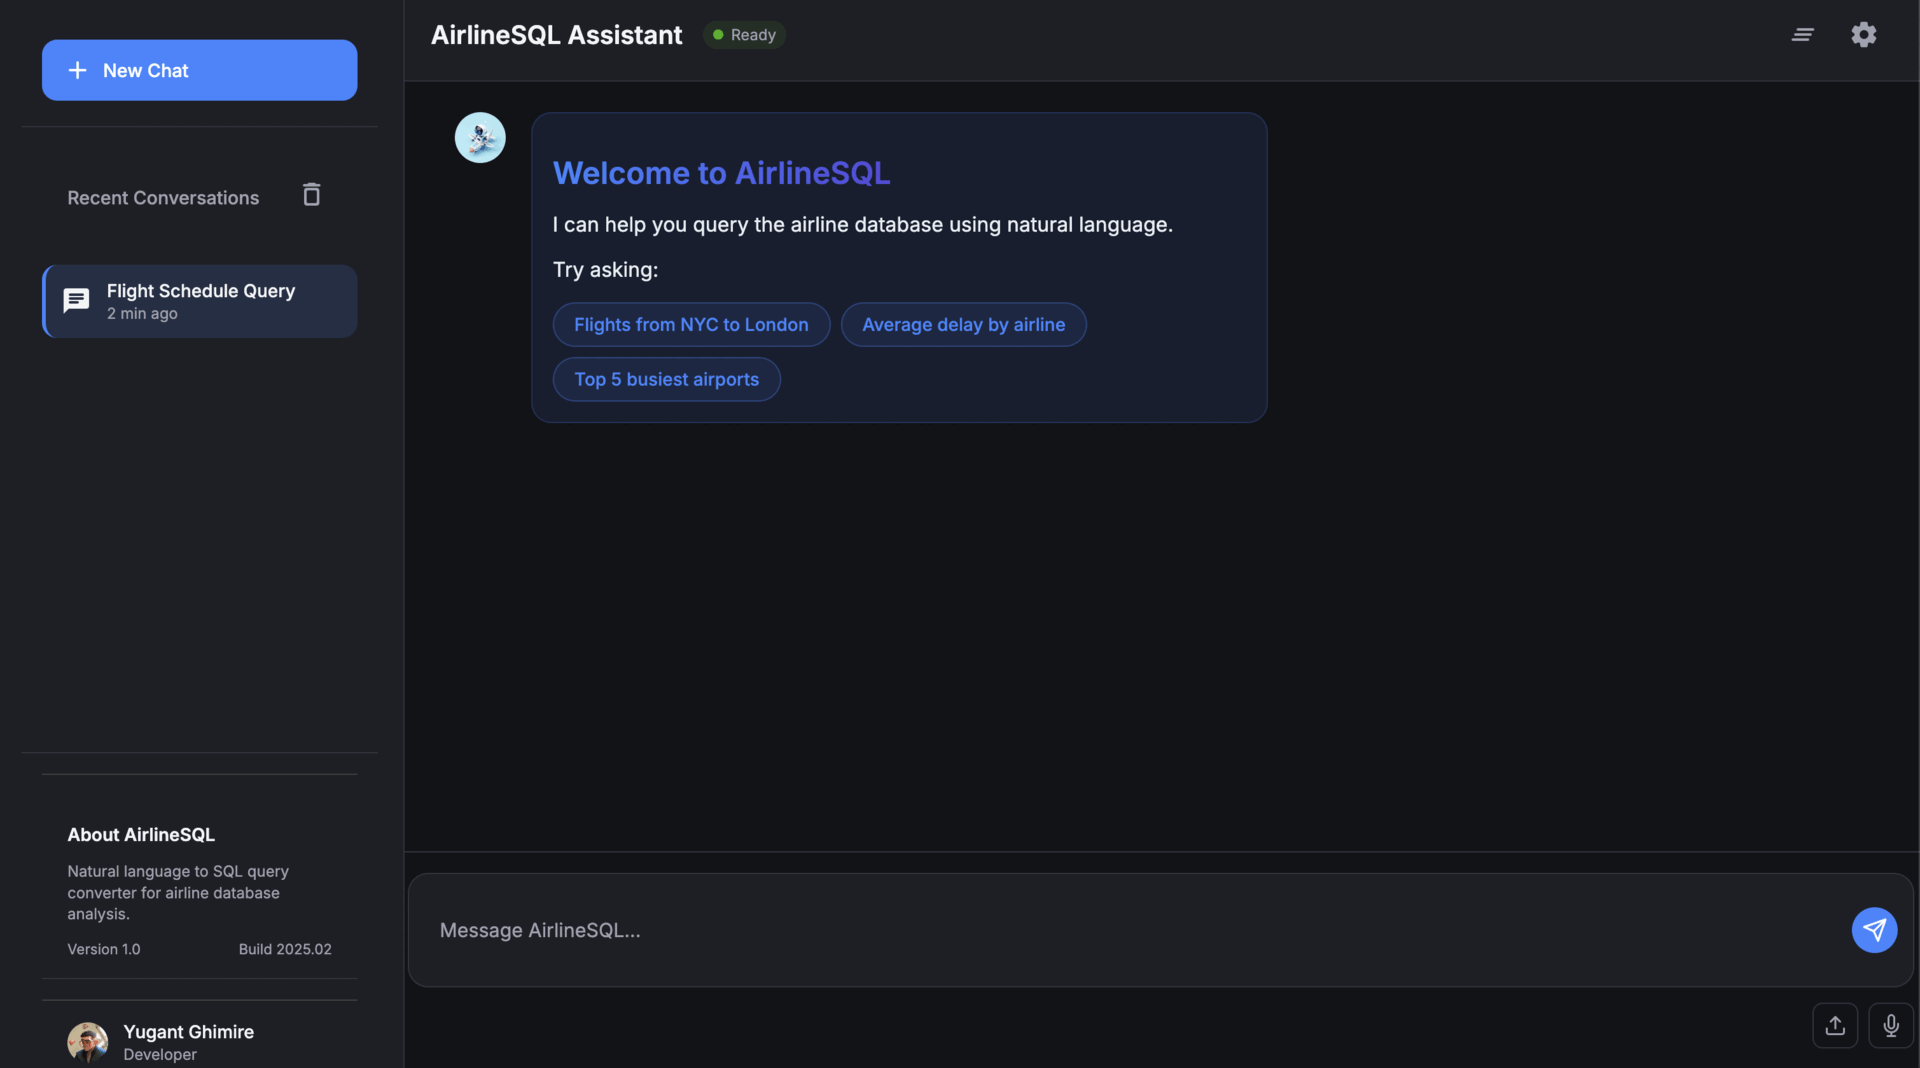 New Chat
Recent Conversations
Flight Schedule Query
2 min ago
About AirlineSQL
Natural language to SQL query
converter for airline database
analysis.
Version 1.0 Build 2025.02
Yugant Ghimire
Developer
AirlineSQL Assistant Ready
Welcome to AirlineSQL
I can help you query the airline database using natural language.
Try asking:
Flights from NYC to London Average delay by airline
Top 5 busiest airports
Message AirlineSQL...